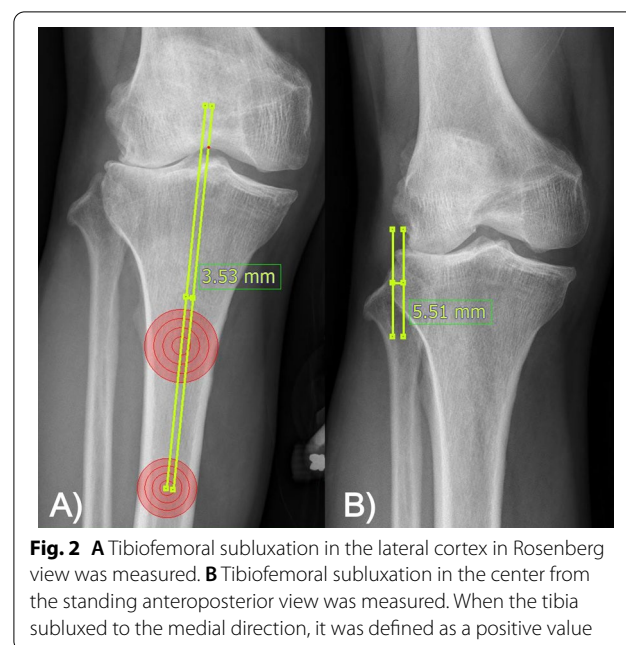 3.53 mm
5.51 mm
A)
B)
Fig. 2 A Tibiofemoral subluxation in the lateral cortex in Rosenberg
view was measured. B Tibiofemoral subluxation in the center from
the standing anteroposterior view was measured. When the tibia
subluxed to the medial direction, it was defined as a positive value